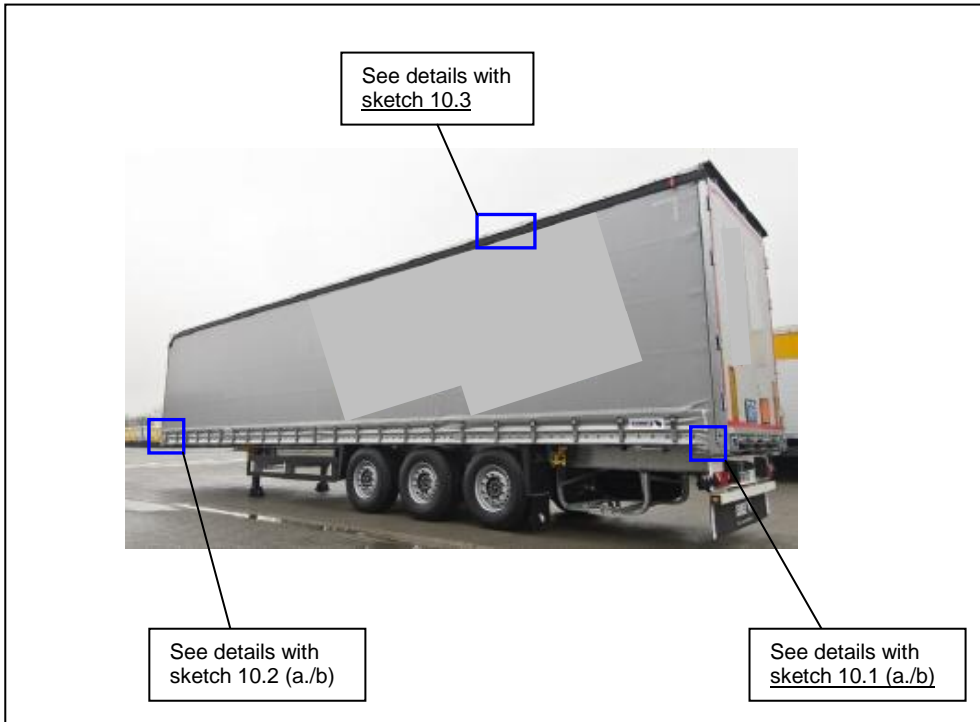 See details with
sketch 10.3
See details with
sketch 10.2 (a./b)
See details with
sketch 10.1 (a./b)